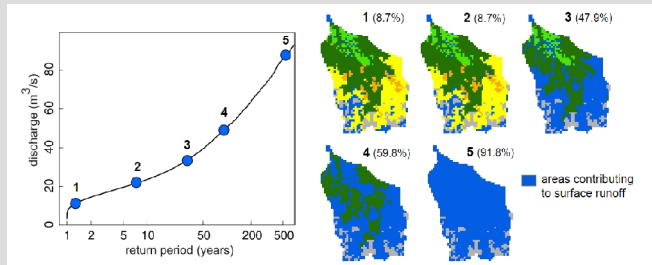 5
4
3
2
1
80
60
40
20
0
discharge (m³/s)
1 2 5 10 50 200 500
return period (years)
1 (8.7%) 2 (8.7%) 3 (47.9%)
4 (59.8%) 5 (91.8%)
areas contributing
to surface runoff